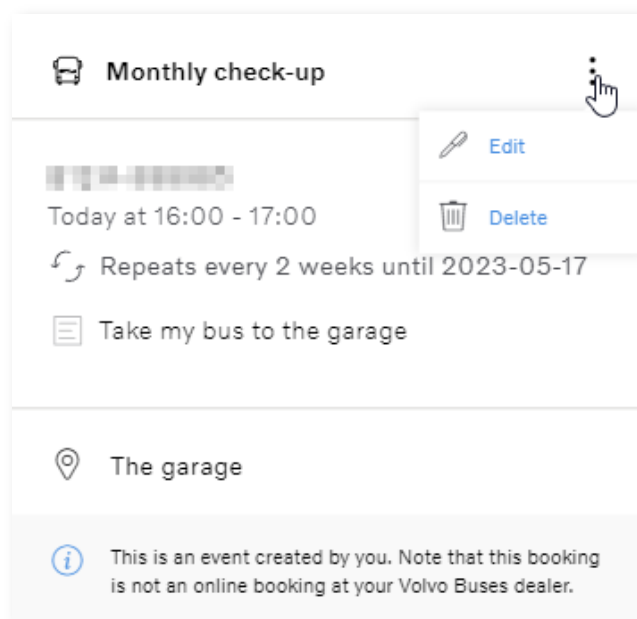 Monthly check-up
Edit
Delete
Today at 16:00 - 17:00
Repeats every 2 weeks until 2023-05-17
Take my bus to the garage
The garage
This is an event created by you. Note that this booking
is not an online booking at your Volvo Buses dealer.